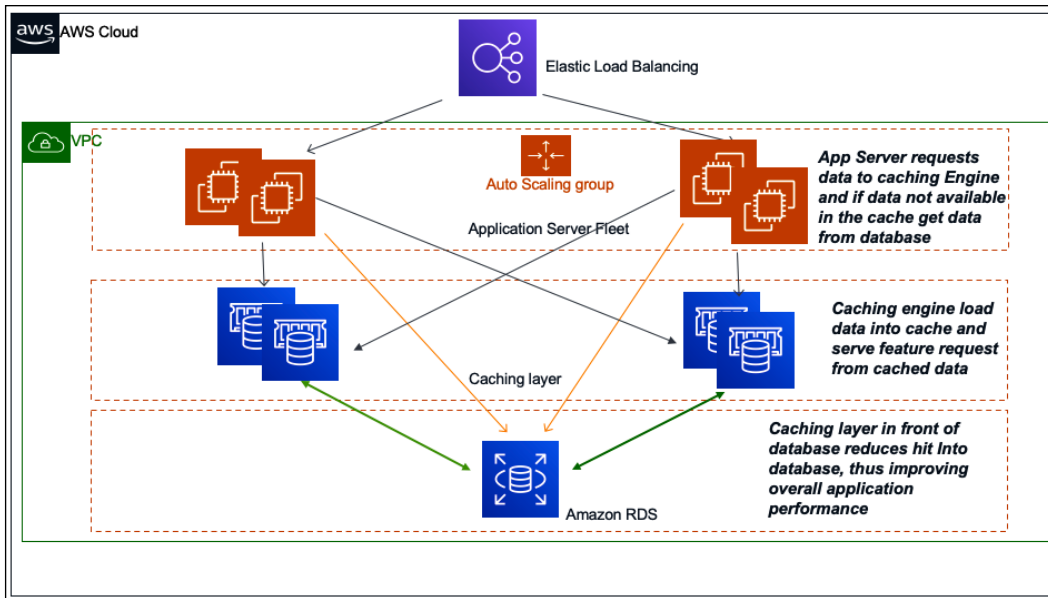 aws
AWS Cloud
Elastic Load Balancing
VPC
Auto Scaling group
App Server requests
data to caching Engine
and if data not available
in the cache get data
from database
Application Server Fleet
Caching engine load
data into cache and
serve feature request
from cached data
Caching layer
Caching layer in front of
database reduces hit Into
database, thus improving
overall application
performance
Amazon RDS